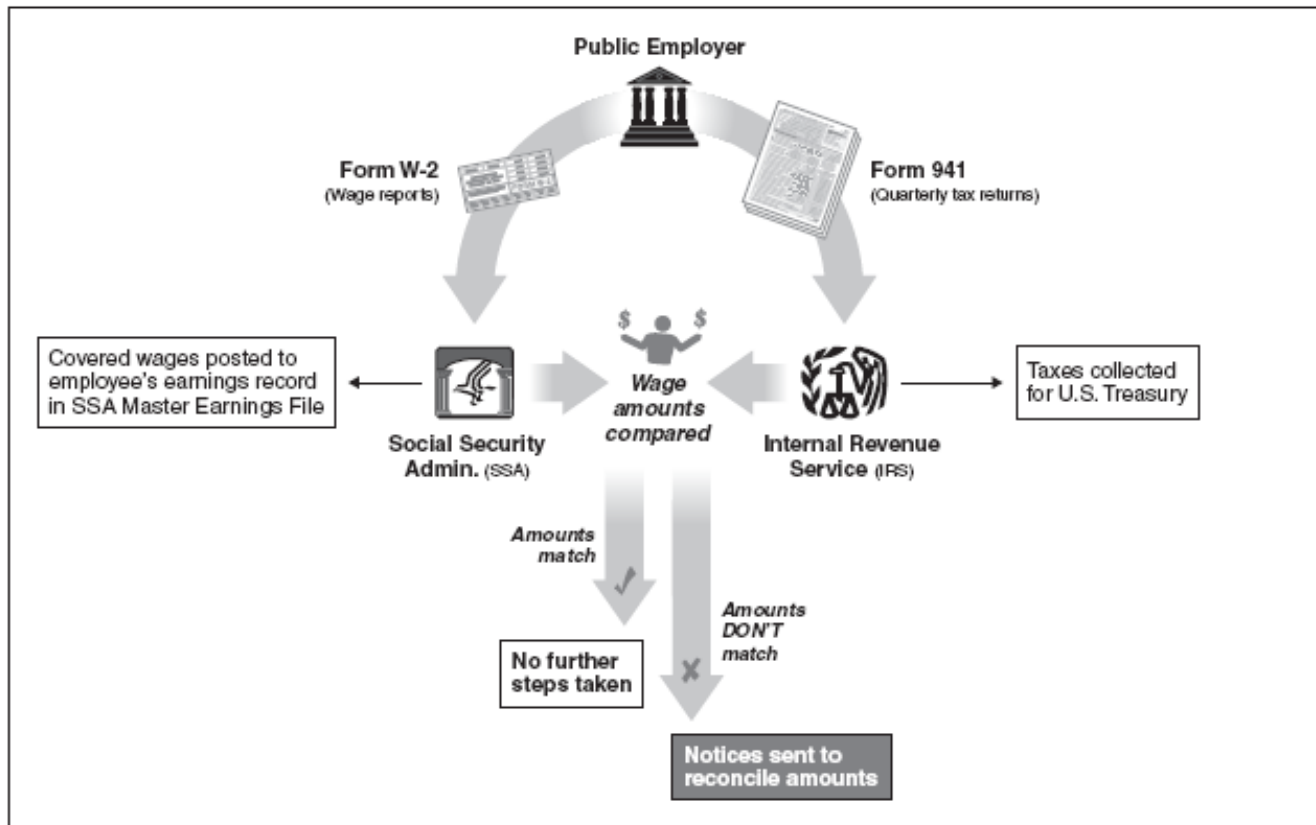 Public Employer
Form W-2
(Wage reports)
Form 941
(Quarterly tax returns)
$ $
Covered wages posted to
employee's earnings record
in SSA Master Earnings File
Wage
amounts
compared
Taxes collected
for U.S. Treasury
Social Security
Admin. (SSA)
Internal Revenue
Service (IRS)
Amounts
match
Amounts
DON'T
match
No further
steps taken
Notices sent to
reconcile amounts